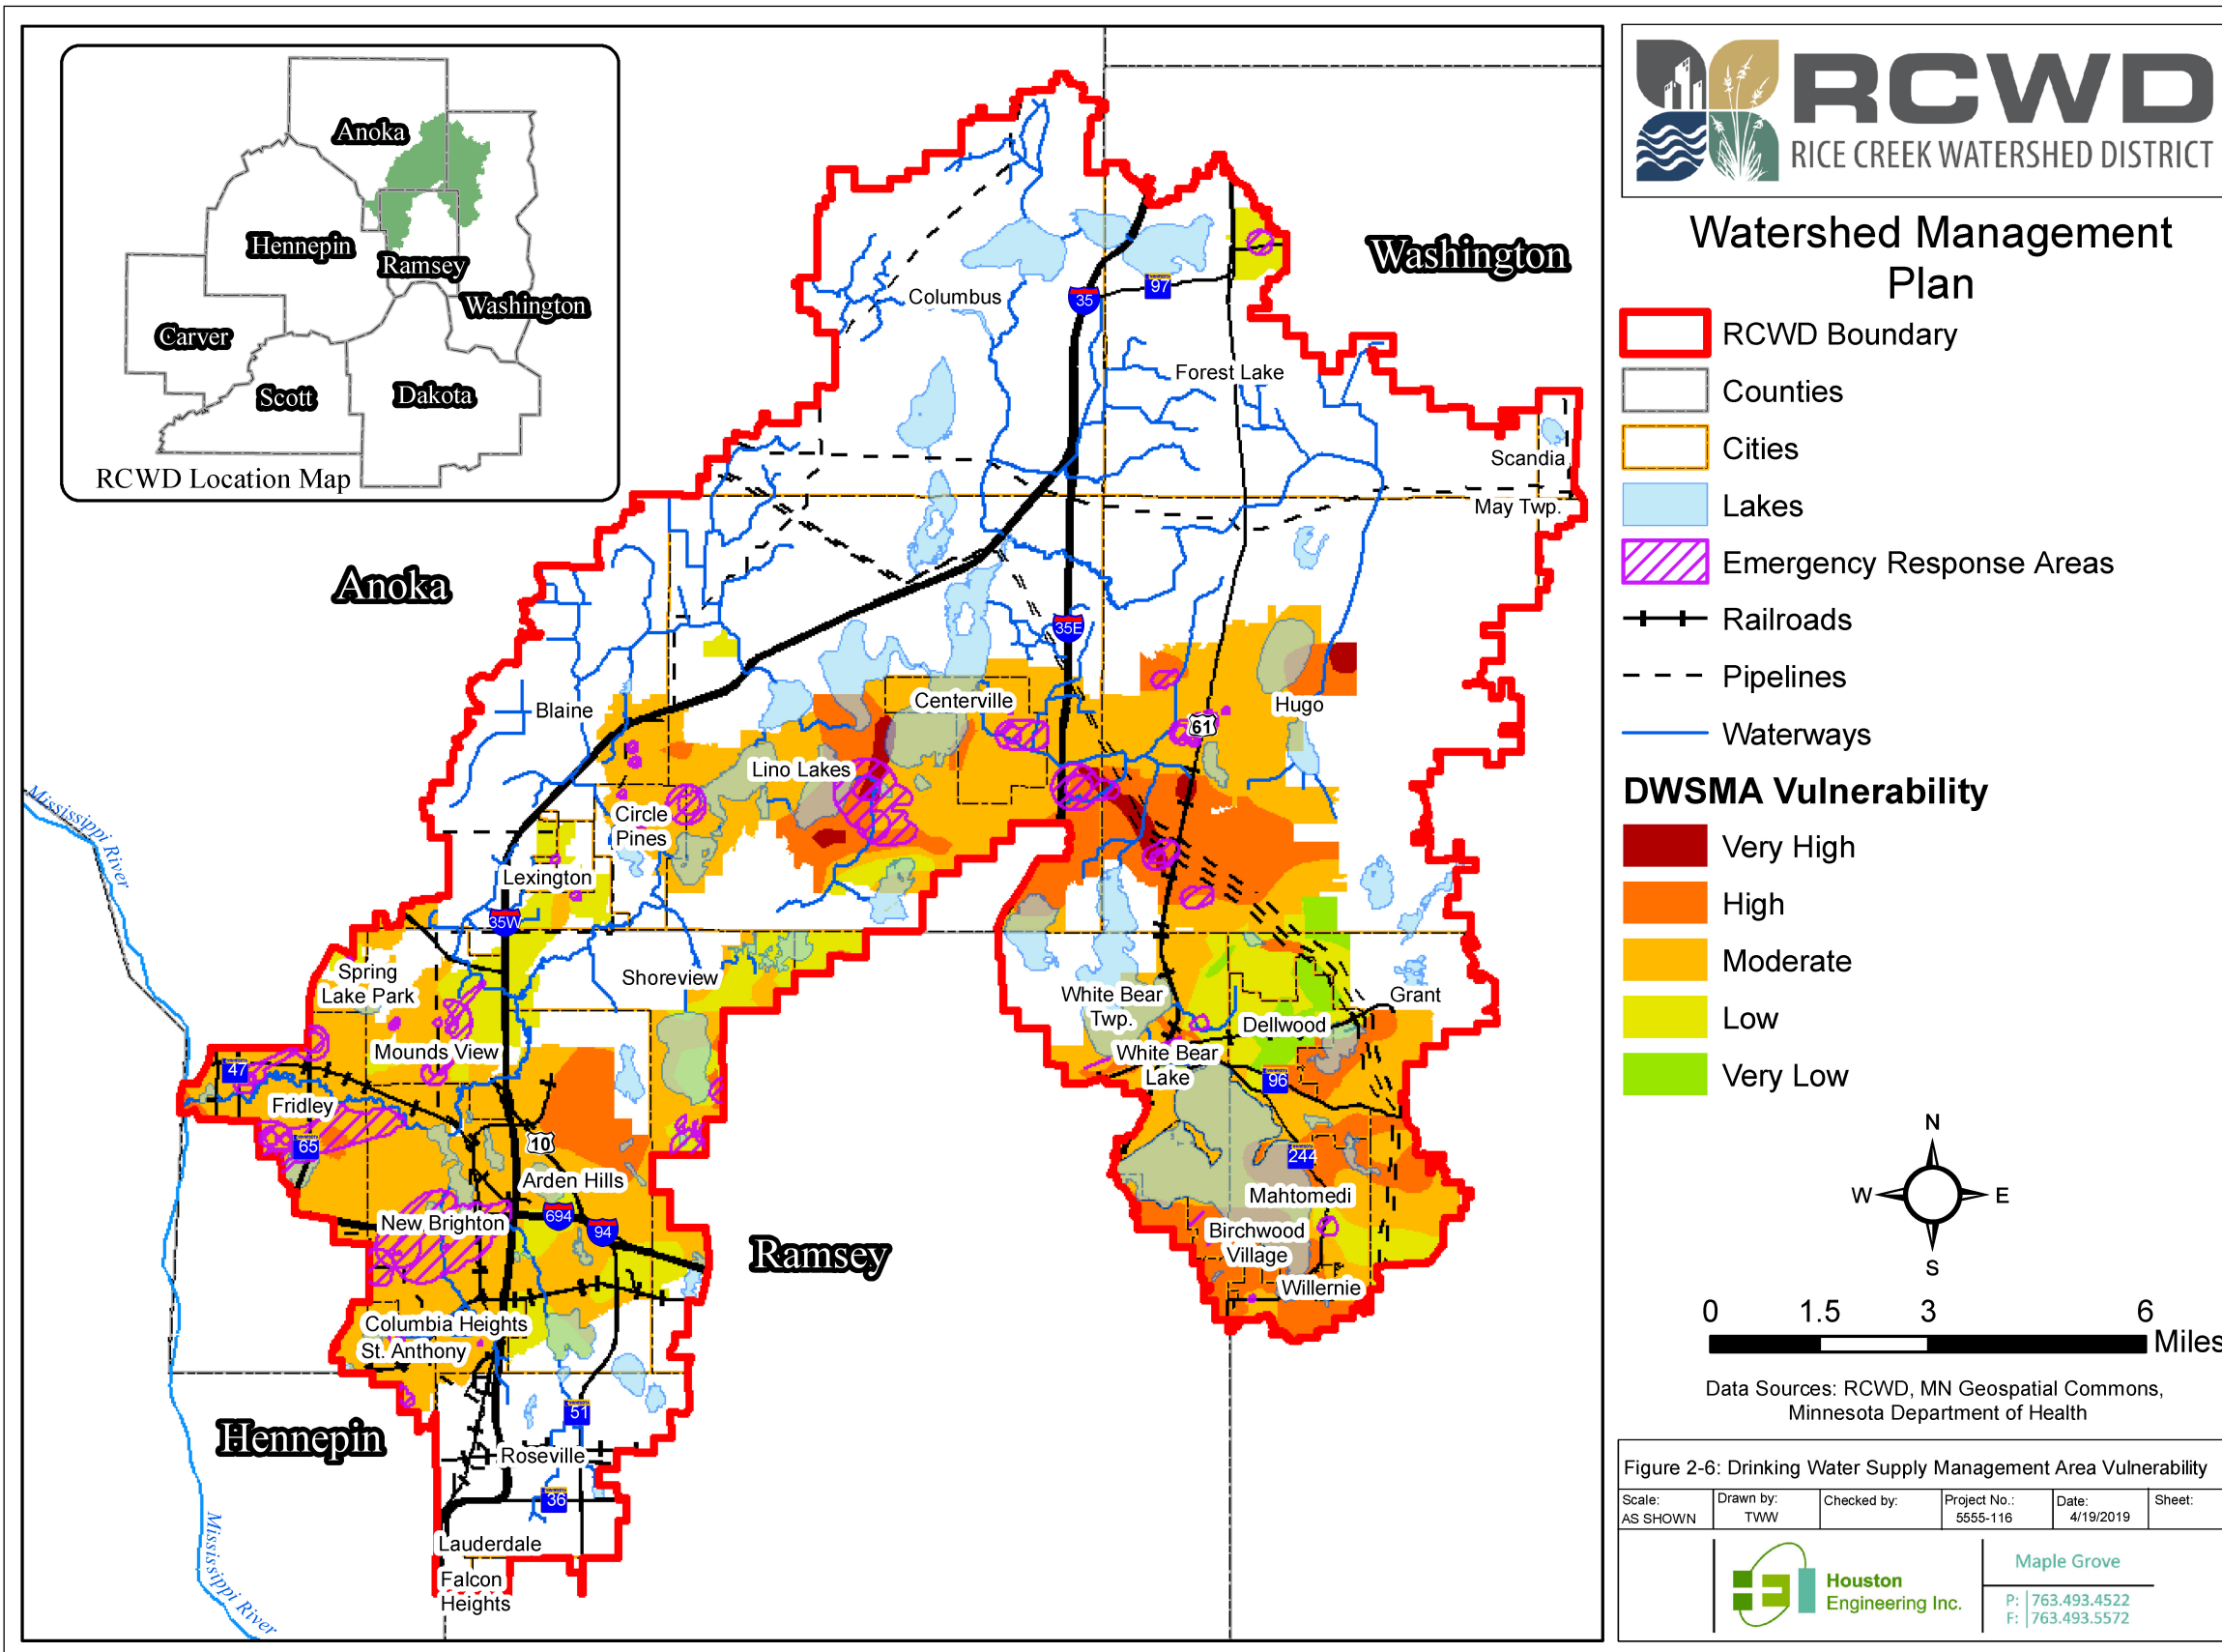 Anoka
Hennepin
Ramsey
Washington
Carver
Scott
Dakota
RCWD Location Map
RCWD
RICE CREEK WATERSHED DISTRICT
Watershed Management
Plan
RCWD Boundary
Counties
Cities
Lakes
Emergency Response Areas
Railroads
Pipelines
Waterways
DWSMA Vulnerability
Very High
High
Moderate
Low
Very Low
N
W
E
S
0 1.5 3 6
Miles
Data Sources: RCWD, MN Geospatial Commons,
Minnesota Department of Health
Figure 2-6: Drinking Water Supply Management Area Vulnerability
Scale:
AS SHOWN
Drawn by:
TWW
Checked by:
Project No.:
5555-116
Date:
4/19/2019
Sheet:
Houston
Engineering Inc.
Maple Grove
P: 763.493.4522
F: 763.493.5572
Washington
Columbus
35
97
Forest Lake
Scandia
May Twp.
Anoka
35E
Blaine
Centerville
Hugo
61
Lino Lakes
Circle
Pines
Mississippi River
Lexington
35W
Spring
Lake Park
Shoreview
White Bear
Twp.
Grant
Dellwood
Mounds View
White Bear
Lake
47
96
Fridley
65
10
244
Arden Hills
Mahtomedi
New Brighton
694
94
Birchwood
Village
Ramsey
Willernie
Columbia Heights
St. Anthony
Hennepin
51
Roseville
36
Lauderdale
Falcon
Heights
Mississippi River